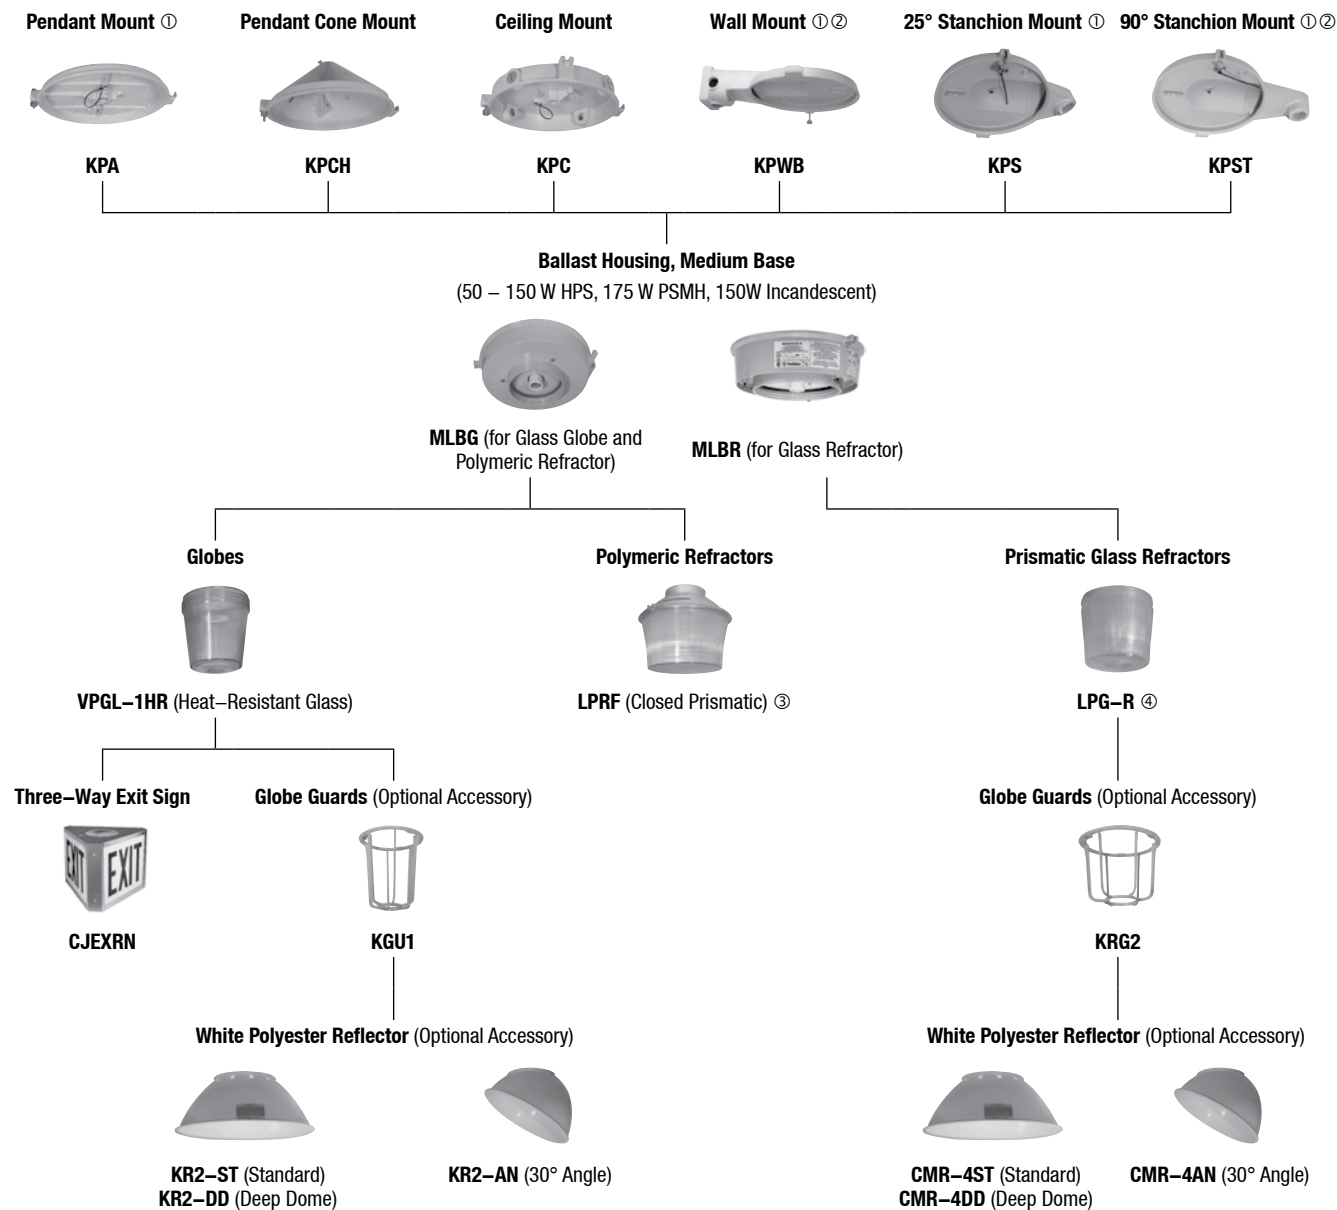 Pendant Mount ①
Pendant Cone Mount
Ceiling Mount
Wall Mount ①②
25° Stanchion Mount ①
90° Stanchion Mount ①②
KPA
KPCH
KPC
KPWB
KPS
KPST
Ballast Housing, Medium Base
(50 – 150 W HPS, 175 W PSMH, 150W Incandescent)
MLBG (for Glass Globe and
Polymeric Refractor)
MLBR (for Glass Refractor)
Globes
Polymeric Refractors
Prismatic Glass Refractors
VPGL–1HR (Heat–Resistant Glass)
LPRF (Closed Prismatic) ③
LPG–R ④
Three–Way Exit Sign
Globe Guards (Optional Accessory)
Globe Guards (Optional Accessory)
EXIT
EXIT
CJEXRN
KGU1
KRG2
White Polyester Reflector (Optional Accessory)
White Polyester Reflector (Optional Accessory)
KR2–ST (Standard)
KR2–DD (Deep Dome)
KR2–AN (30° Angle)
CMR–4ST (Standard)
CMR–4DD (Deep Dome)
CMR–4AN (30° Angle)